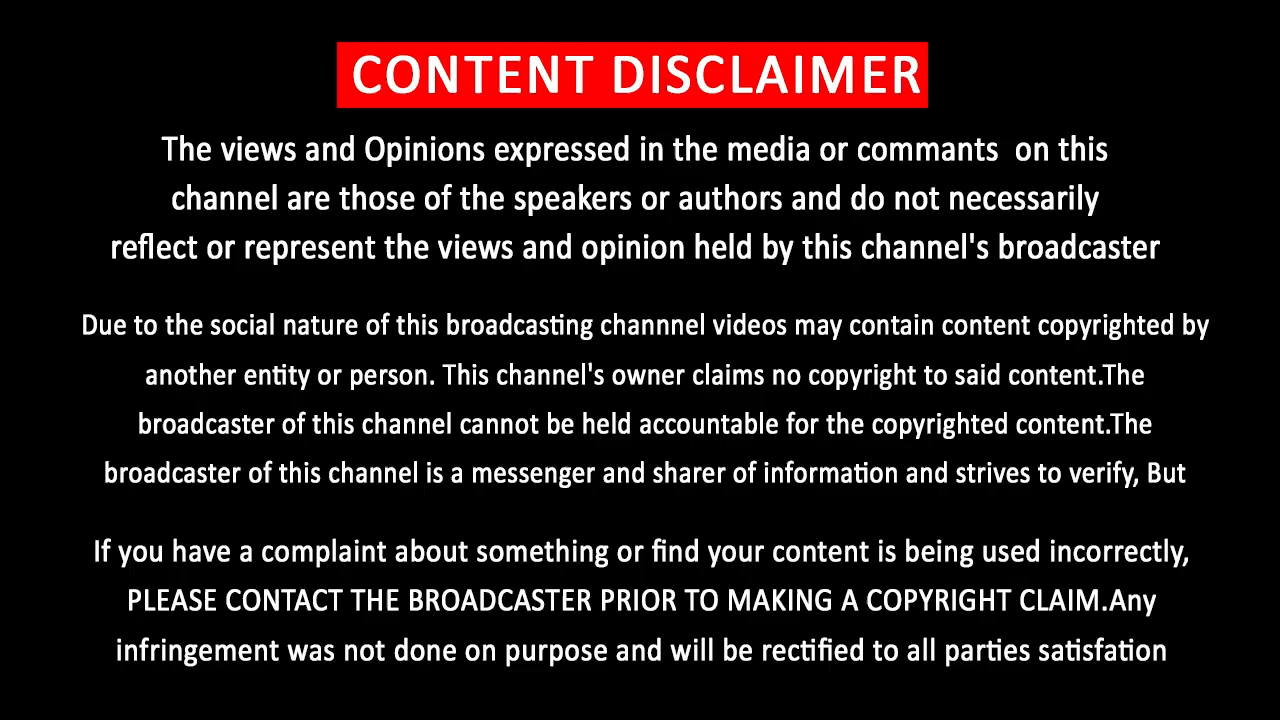 CONTENT DISCLAIMER
The views and Opinions expressed in the media or commants on this
channel are those of the speakers or authors and do not necessarily
reflect or represent the views and opinion held by this channel's broadcaster
Due to the social nature of this broadcasting channnel videos may contain content copyrighted by
another entity or person. This channel's owner claims no copyright to said content.The
broadcaster of this channel cannot be held accountable for the copyrighted content.The
broadcaster of this channel is a messenger and sharer of information and strives to verify, But
If you have a complaint about something or find your content is being used incorrectly,
PLEASE CONTACT THE BROADCASTER PRIOR TO MAKING A COPYRIGHT CLAIM.Any
infringement was not done on purpose and will be rectified to all parties satisfation